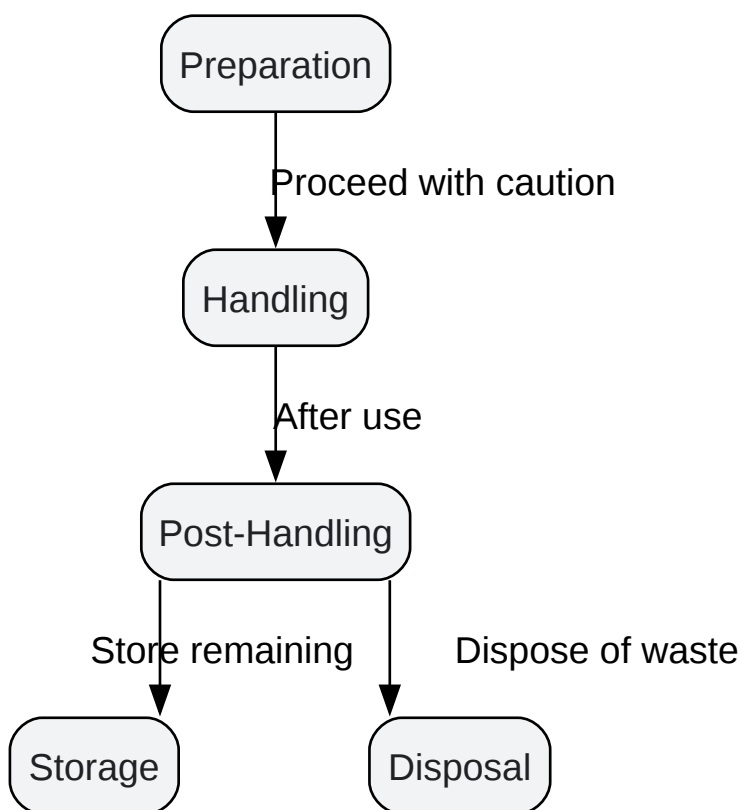 Preparation
Proceed with caution
Handling
After use
Post-Handling
Store remaining
Dispose of waste
Storage
Disposal